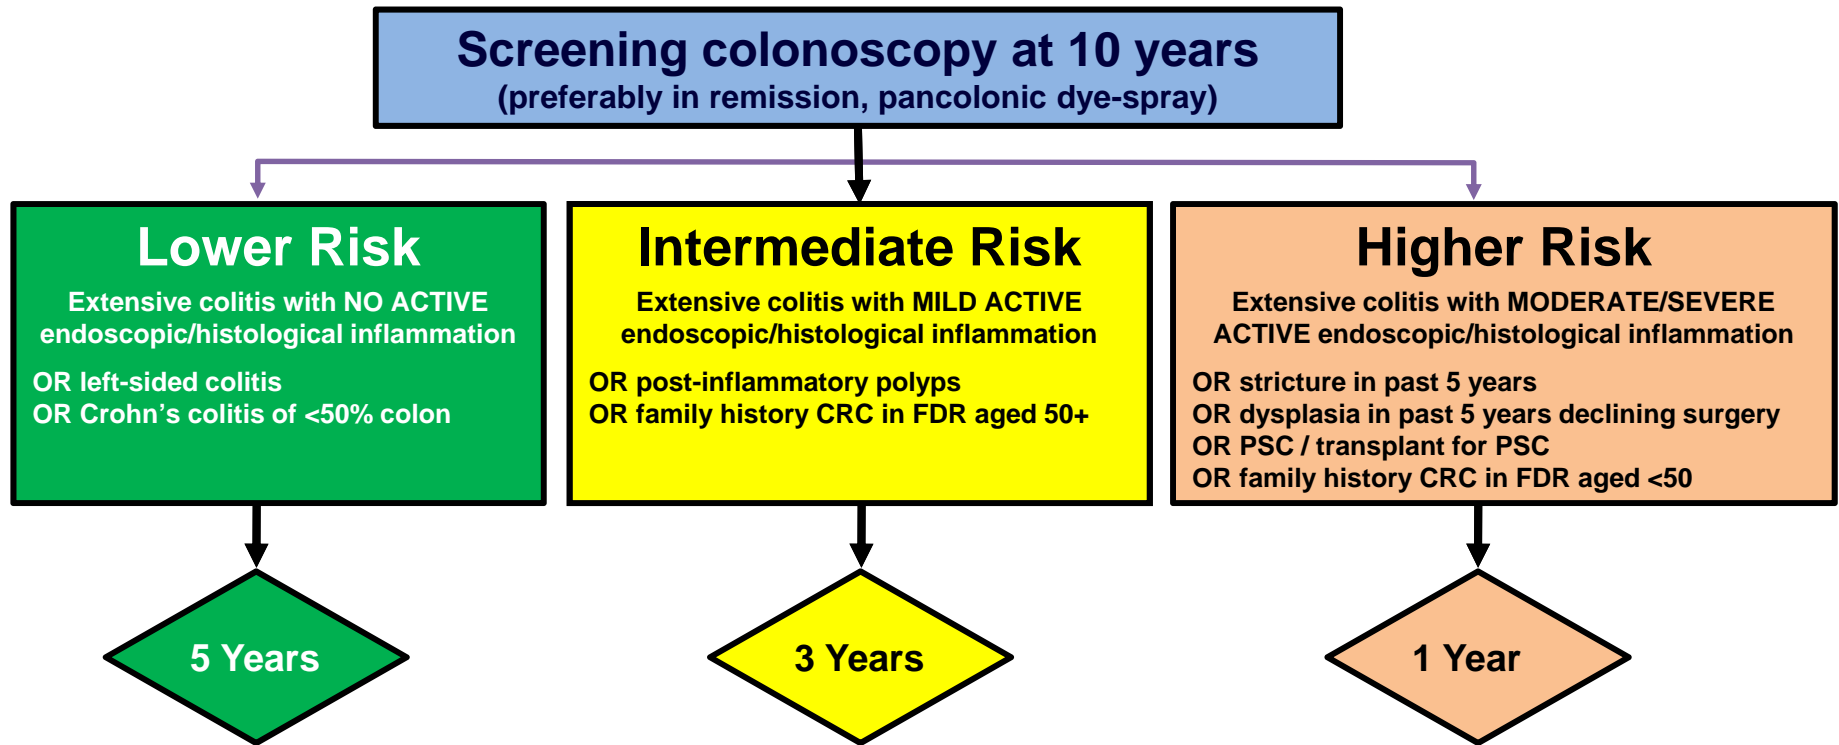 Screening colonoscopy at 10 years
(preferably in remission, pancolonic dye-spray)
Lower Risk
Extensive colitis with NO ACTIVE
endoscopic/histological inflammation
OR left-sided colitis
OR Crohn's colitis of <50% colon
5 Years
Intermediate Risk
Extensive colitis with MILD ACTIVE
endoscopic/histological inflammation
OR post-inflammatory polyps
OR family history CRC in FDR aged 50+
3 Years
Higher Risk
Extensive colitis with MODERATE/SEVERE
ACTIVE endoscopic/histological inflammation
OR stricture in past 5 years
OR dysplasia in past 5 years declining surgery
OR PSC / transplant for PSC
OR family history CRC in FDR aged <50
1 Year